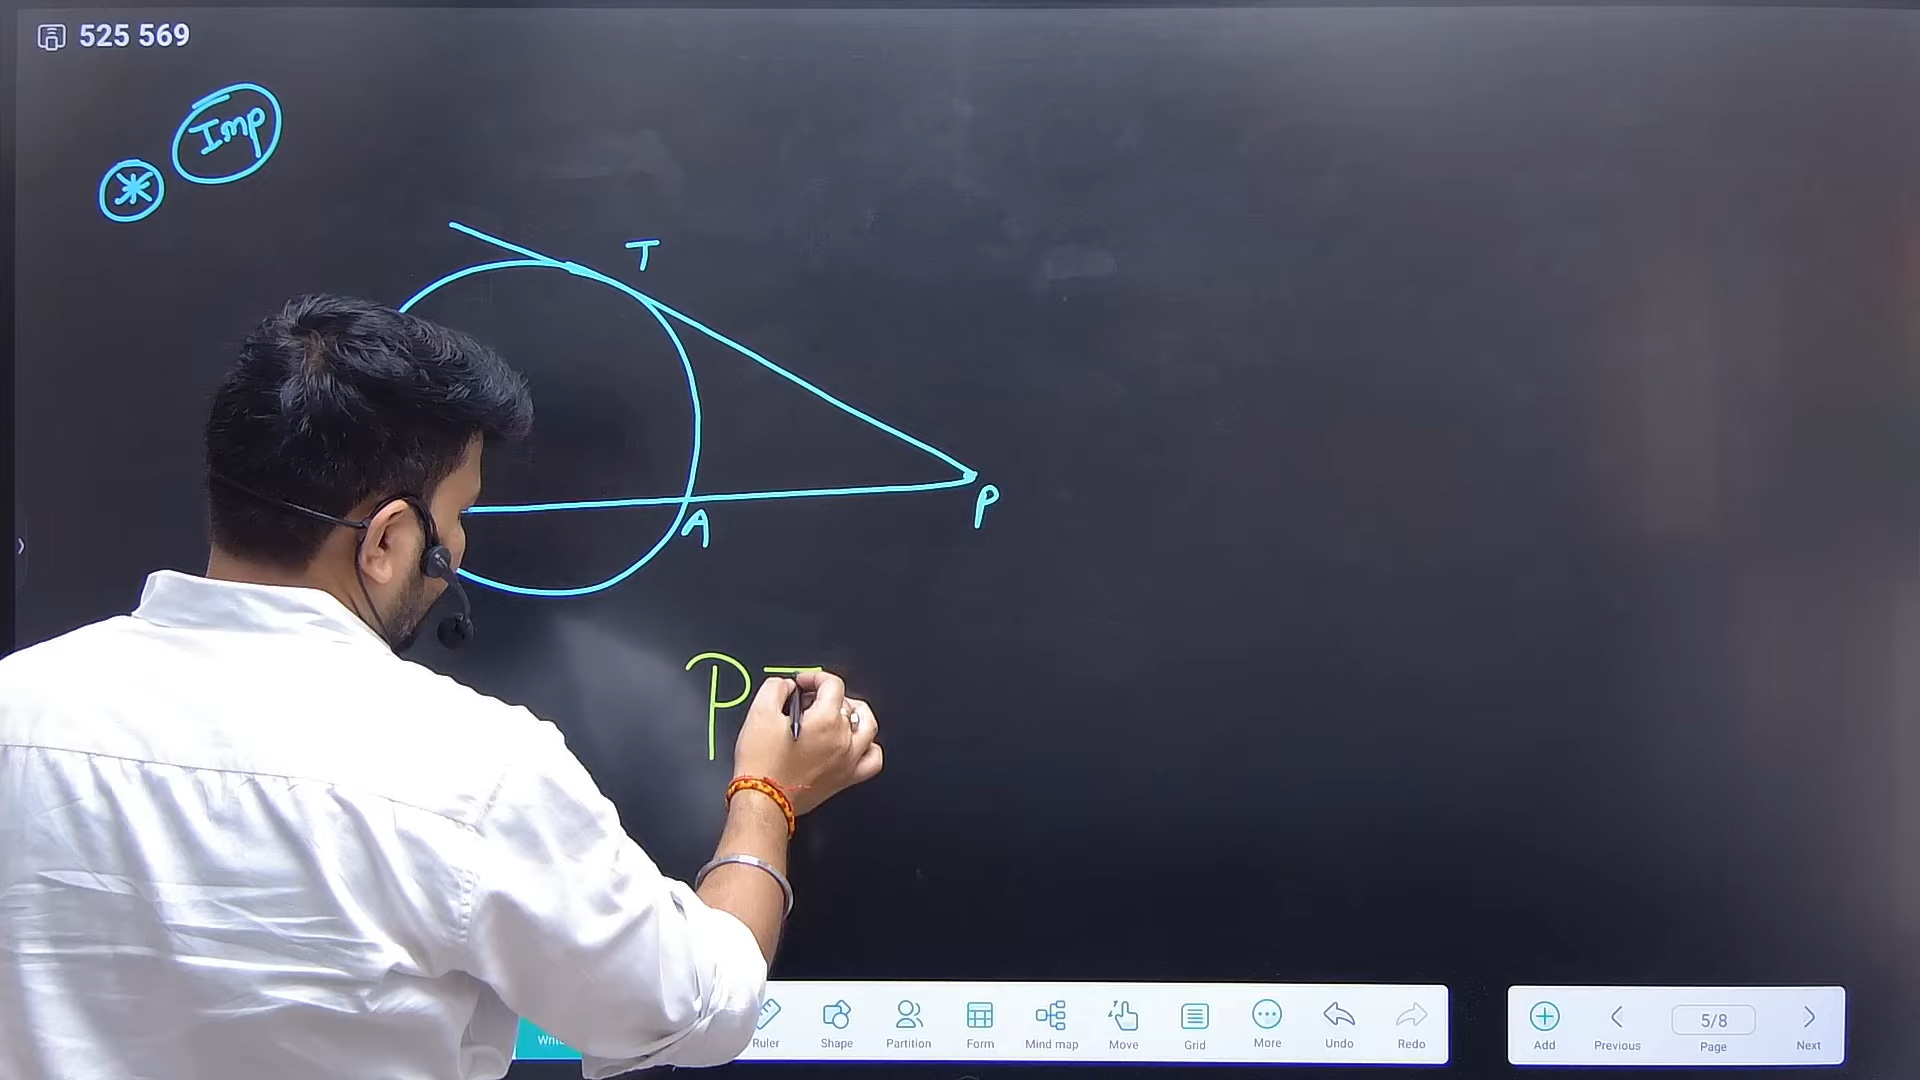 525 569
Imp
T
P
A
PT
Ruler
Shape
Partition
Form
Mind map
Move
Grid
More
Undo
Redo
Add
Previous
5/8
Page
Next